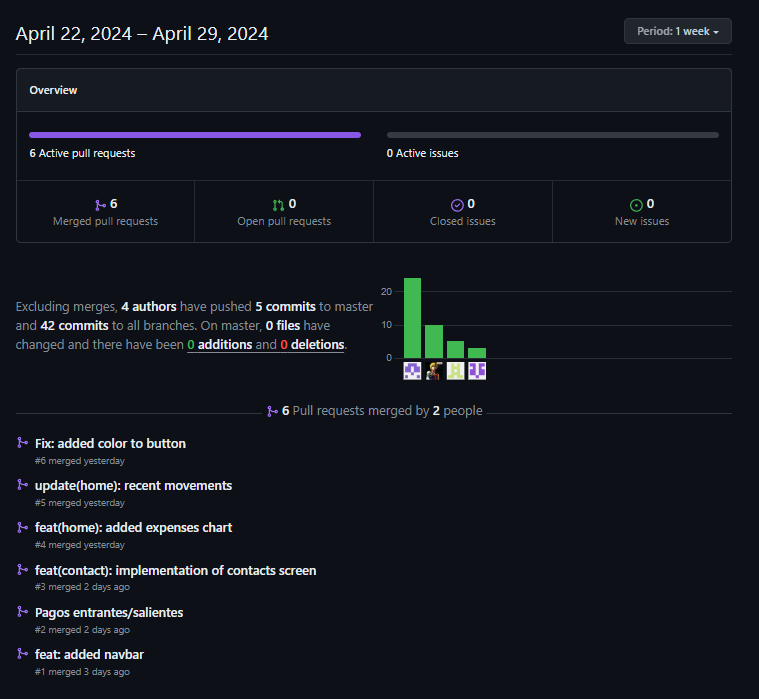 April 22, 2024 – April 29, 2024
Period: 1 week
Overview
6 Active pull requests
0 Active issues
6
Merged pull requests
0
Open pull requests
0
Closed issues
0
New issues
Excluding merges, 4 authors have pushed 5 commits to master
and 42 commits to all branches. On master, 0 files have
changed and there have been 0 additions and 0 deletions.
20
10
0
6 Pull requests merged by 2 people
Fix: added color to button
#6 merged yesterday
update(home): recent movements
#5 merged yesterday
feat(home): added expenses chart
#4 merged yesterday
feat(contact): implementation of contacts screen
#3 merged 2 days ago
Pagos entrantes/salientes
#2 merged 2 days ago
feat: added navbar
#1 merged 3 days ago